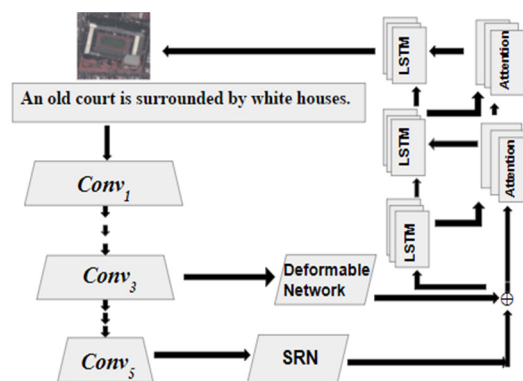 An old court is surrounded by white houses.
Conv1
Conv3
Conv5
Deformable
Network
SRN
LSTM
LSTM
LSTM
Attention
Attention